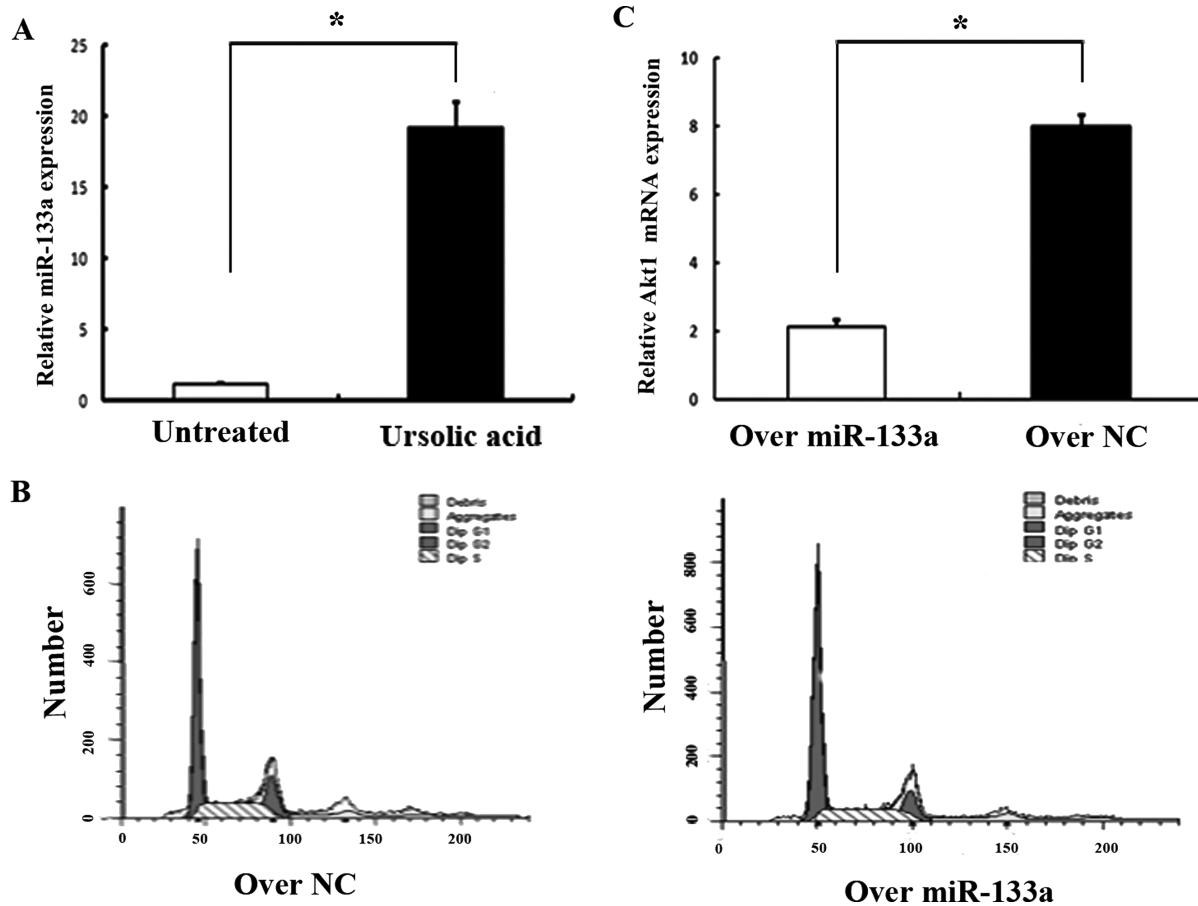 A
*
25
20
15
10
5
0
Relative miR-133a expression
Untreated
Ursolic acid
C
*
10
8
6
4
2
0
Relative Akt1 mRNA expression
Over miR-133a
Over NC
B
Debris
Aggregates
Dip G1
Dip G2
Dip S
600
400
200
0
Number
0 50 100 150 200
Over NC
Debris
Aggregates
Dip G1
Dip G2
Dip S
800
600
400
200
0
Number
0 50 100 200
Over miR-133a